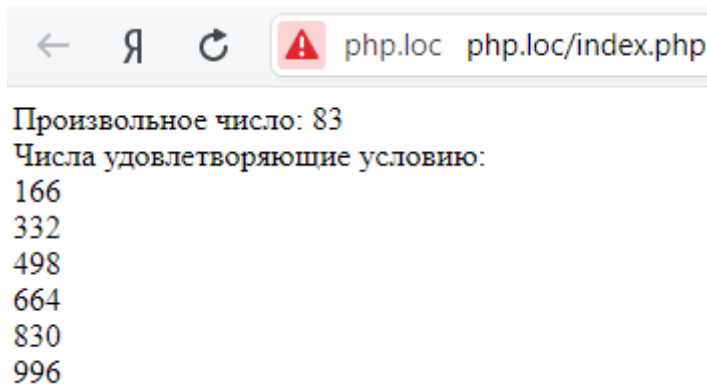 Я php.loc php.loc/index.php
Произвольное число: 83
Числа удовлетворяющие условию:
166
332
498
664
830
996